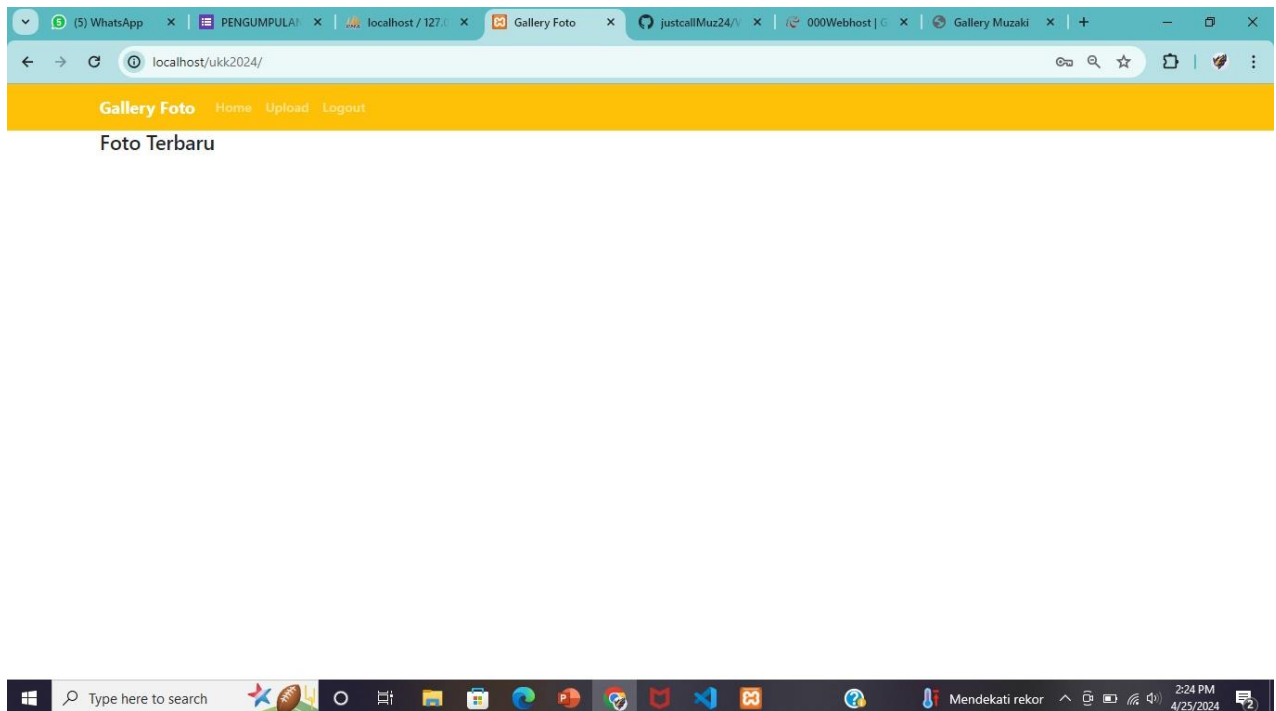 (5) WhatsApp PENGUMPULAN localhost / 127.0 Gallery Foto justcallMuz24/ 000Webhost | Gallery Muzaki
localhost/ukk2024/
Gallery Foto Home Upload Logout
Foto Terbaru
Type here to search Mendekati rekor 2:24 PM
4/25/2024
2